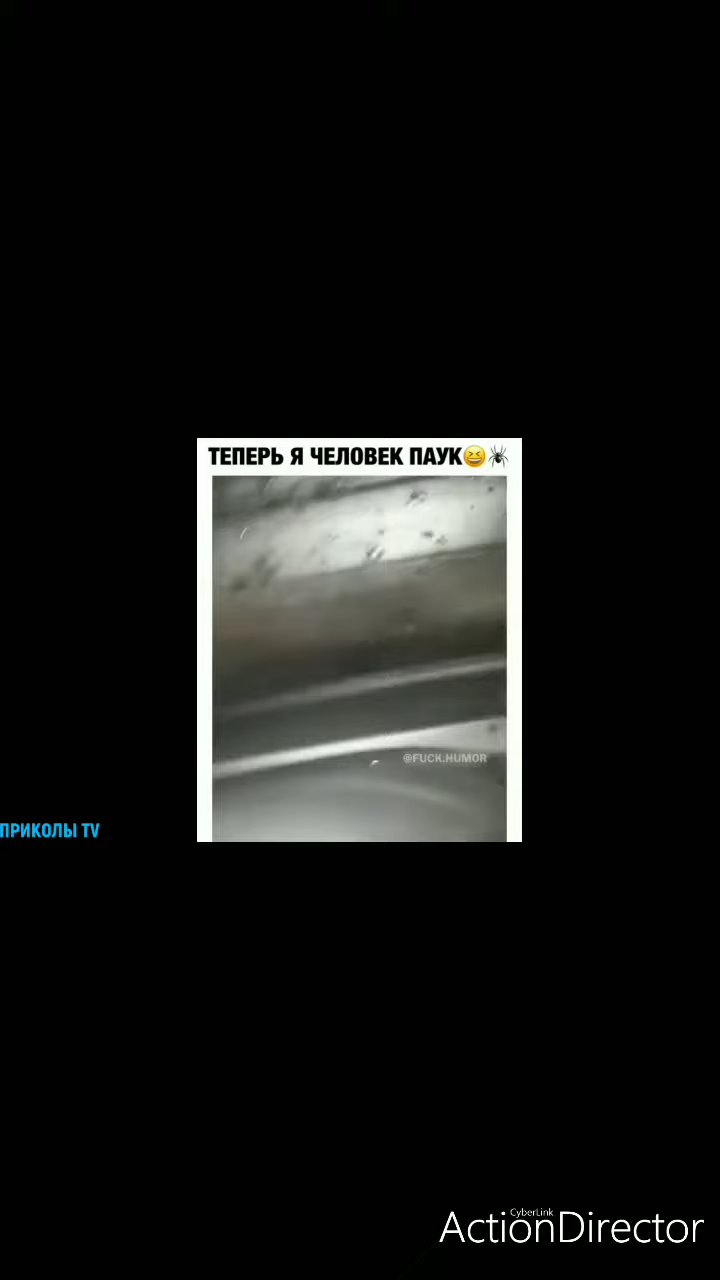 ТЕПЕРЬ Я ЧЕЛОВЕК ПАУК😆🕷
@FUCK.HUMOR
ПРИКОЛЫ TV
CyberLink
ActionDirector